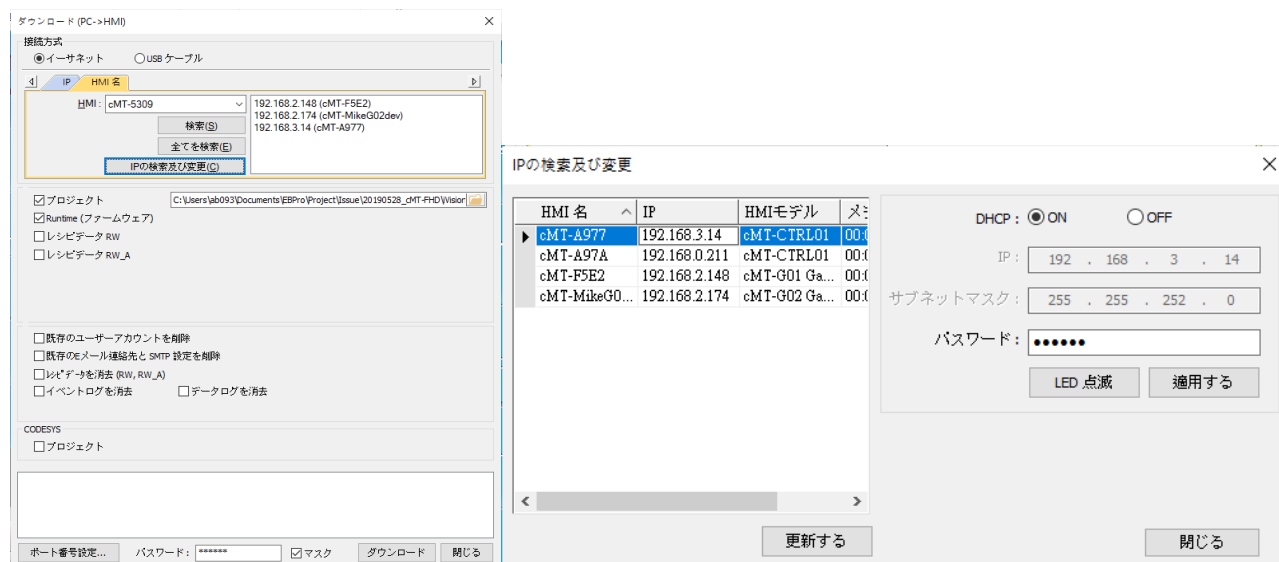 ダウンロード (PC->HMI)
接続方式
イーサネット USB ケーブル
IP HMI 名
HMI : cMT-5309
検索(S)
全てを検索(E)
IPの検索及び変更(C)
192.168.2.148 (cMT-F5E2)
192.168.2.174 (cMT-MikeG02dev)
192.168.3.14 (cMT-A977)
プロジェクト C:\Users\ab093\Documents\EBPro\Project\Issue\20190528_cMT-FHD\Vision
Runtime (ファームウェア)
レシピデータ RW
レシピデータ RW_A
既存のユーザーアカウントを削除
既存のEメール連絡先と SMTP 設定を削除
レシピデータを消去 (RW, RW_A)
イベントログを消去 データログを消去
CODESYS
プロジェクト
ポート番号設定... パスワード : ****** マスク ダウンロード 閉じる
IPの検索及び変更
HMI 名 IP HMIモデル
cMT-A977 192.168.3.14 cMT-CTRL01
cMT-A97A 192.168.0.211 cMT-CTRL01
cMT-F5E2 192.168.2.148 cMT-G01 Ga...
cMT-MikeG0... 192.168.2.174 cMT-G02 Ga...
DHCP : ON OFF
IP : 192 . 168 . 3 . 14
サブネットマスク : 255 . 255 . 252 . 0
パスワード : ●●●●●●
LED 点滅 適用する
更新する
閉じる